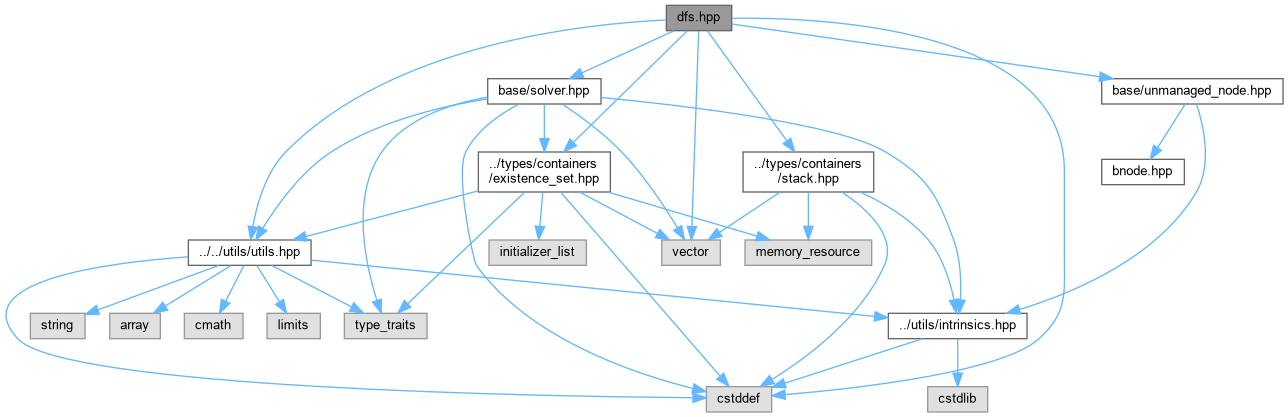 dfs.hpp
base/solver.hpp
base/unmanaged_node.hpp
../types/containers
/existence_set.hpp
../types/containers
/stack.hpp
bnode.hpp
../../utils/utils.hpp
initializer_list
vector
memory_resource
string
array
cmath
limits
type_traits
../utils/intrinsics.hpp
cstddef
cstdlib